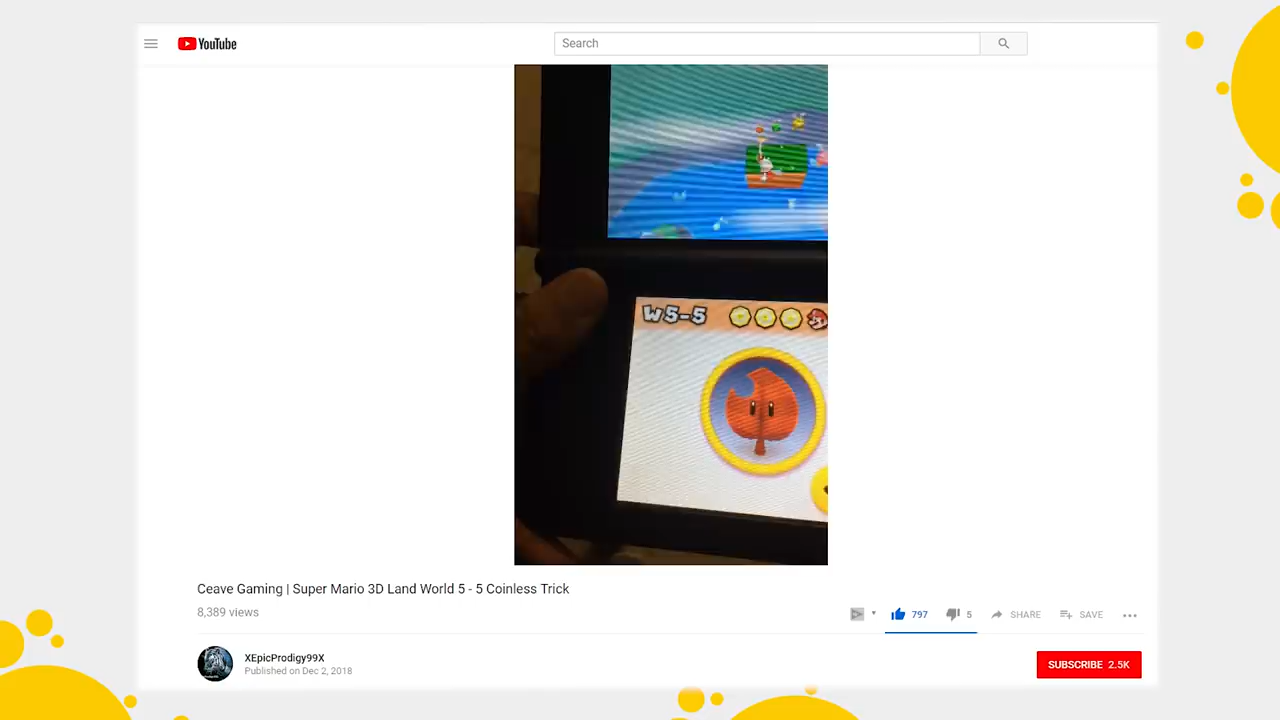 YouTube
Search
W5-5
Ceave Gaming | Super Mario 3D Land World 5 - 5 Coinless Trick
8,389 views
797
5
SHARE
SAVE
XEpicProdigy99X
Published on Dec 2, 2018
SUBSCRIBE 2.5K